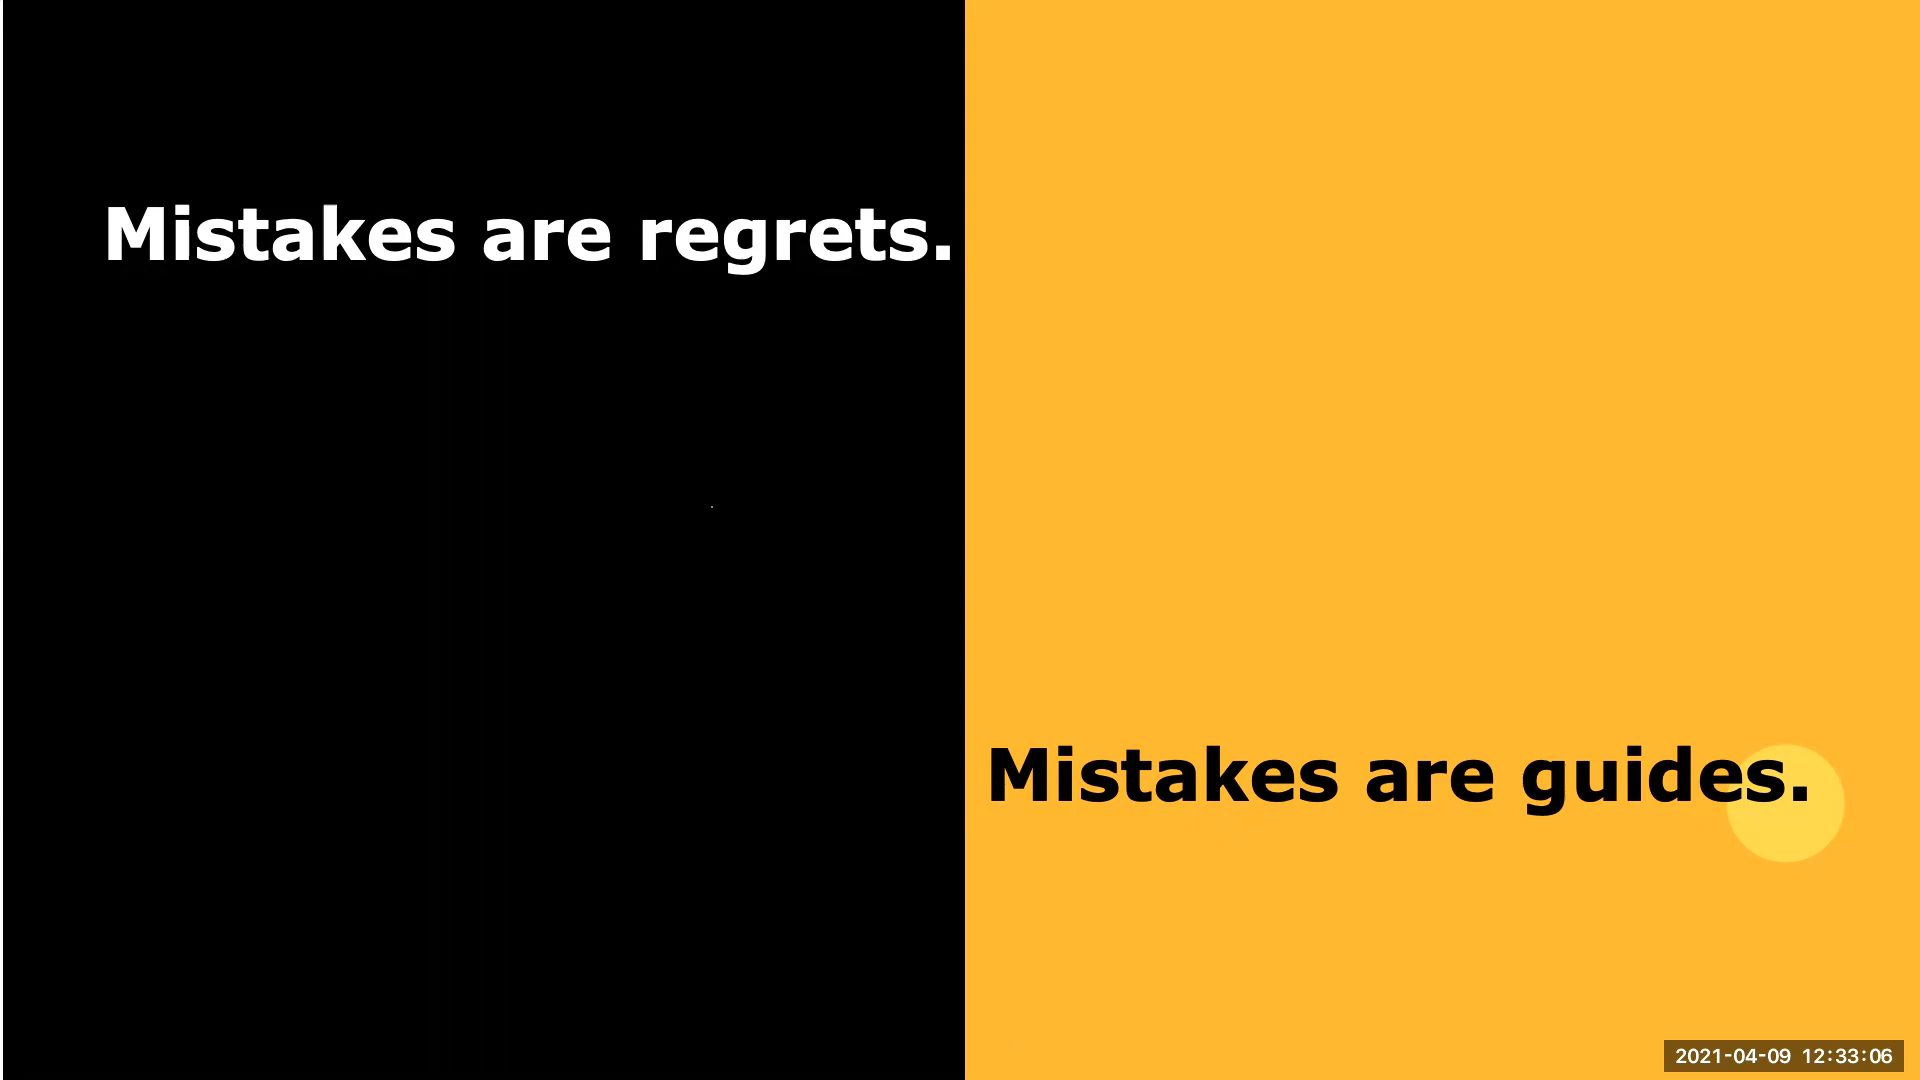 Mistakes are regrets.
Mistakes are guides.
2021-04-09 12:33:06